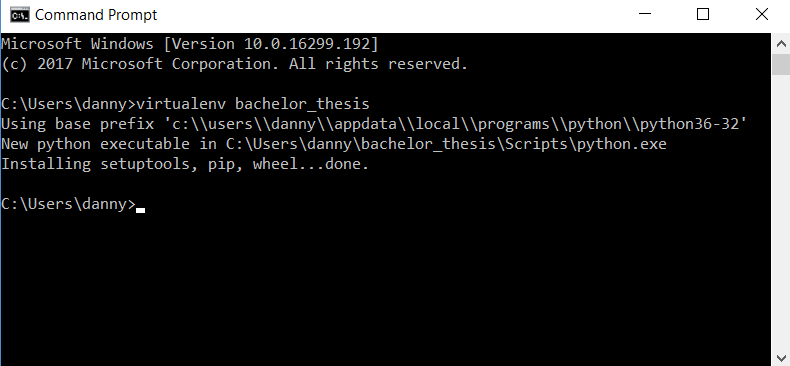 Command Prompt
Microsoft Windows [Version 10.0.16299.192]
(c) 2017 Microsoft Corporation. All rights reserved.
C:\Users\danny>virtualenv bachelor_thesis
Using base prefix 'c:\\users\\danny\\appdata\\local\\programs\\python\\python36-32'
New python executable in C:\Users\danny\bachelor_thesis\Scripts\python.exe
Installing setuptools, pip, wheel...done.
C:\Users\danny>